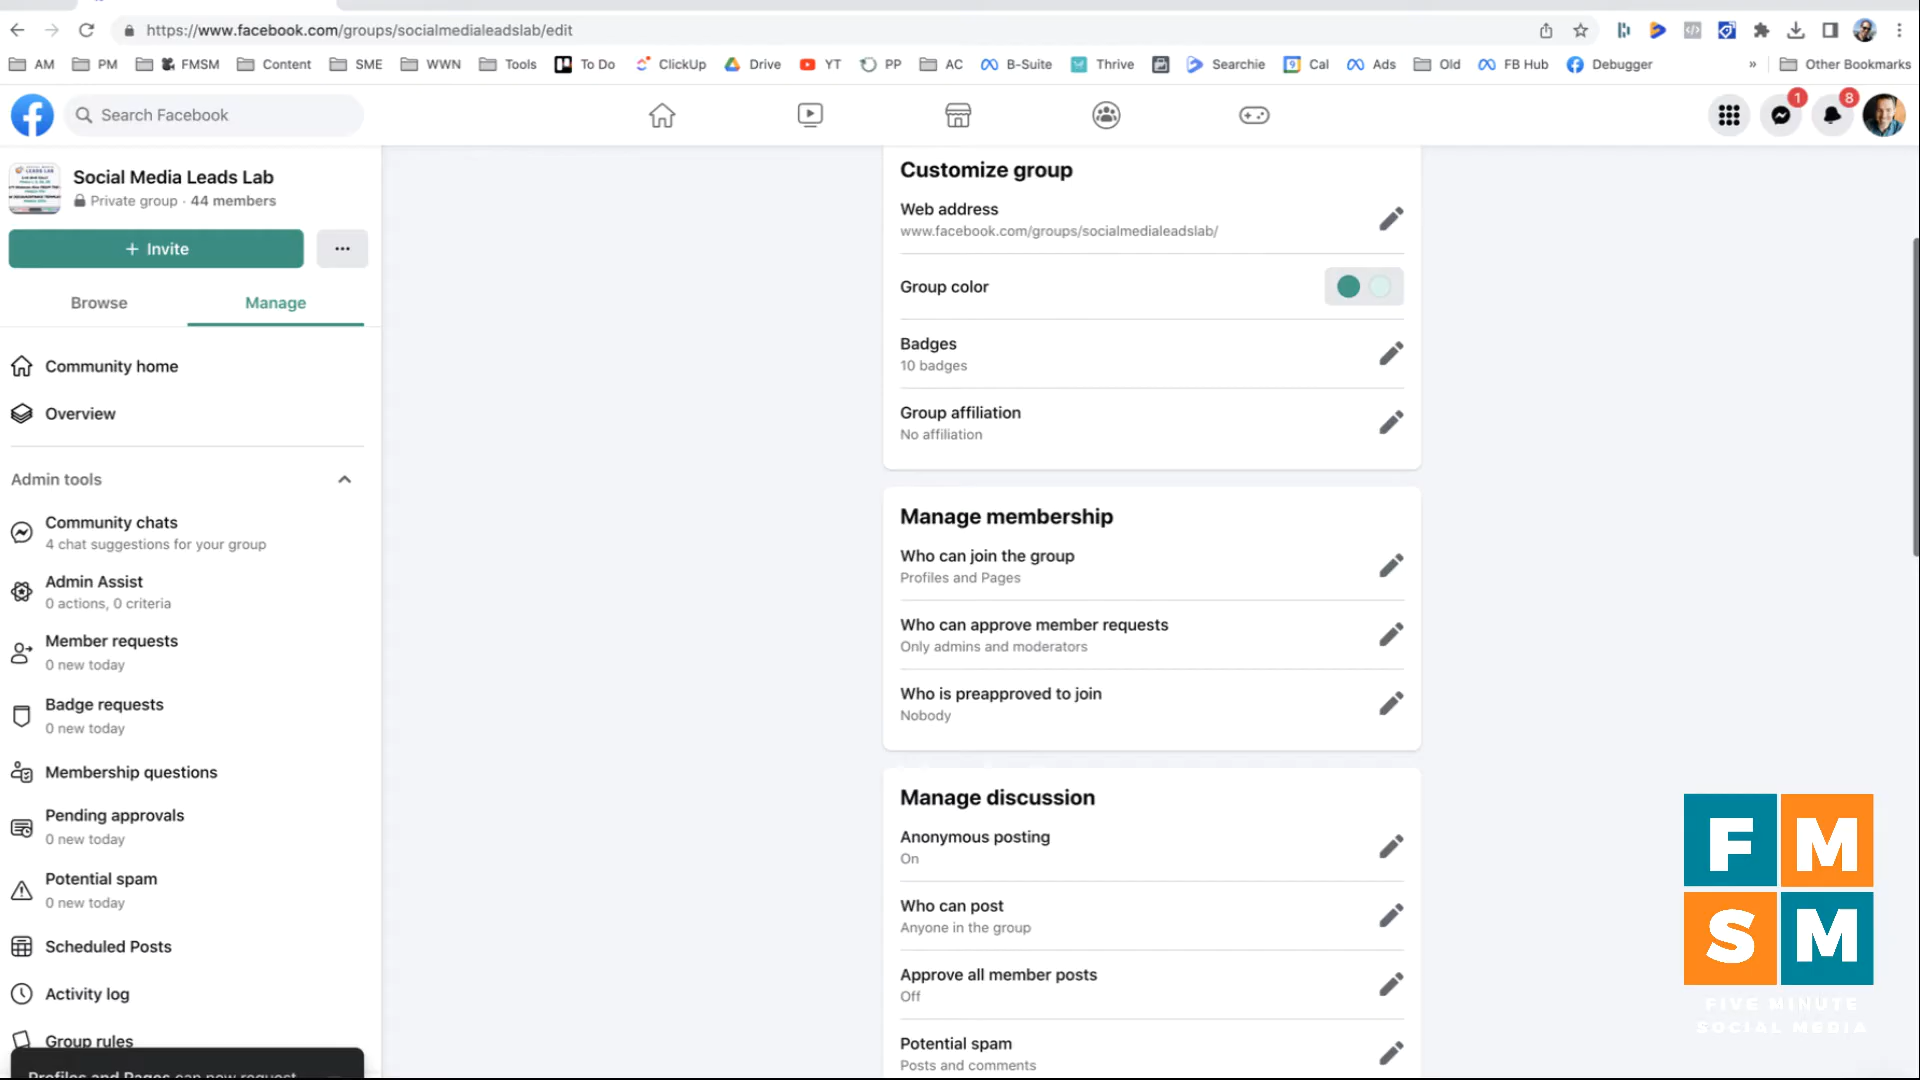 https://www.facebook.com/groups/socialmedialeadslab/edit
AM PM FMSM Content SME WWN Tools To Do ClickUp Drive YT PP AC B-Suite Thrive Searchie Cal Ads Old FB Hub Debugger » Other Bookmarks
Search Facebook
1
8
Social Media Leads Lab
Private group · 44 members
+ Invite
Browse Manage
Community home
Overview
Admin tools
Community chats
4 chat suggestions for your group
Admin Assist
0 actions, 0 criteria
Member requests
0 new today
Badge requests
0 new today
Membership questions
Pending approvals
0 new today
Potential spam
0 new today
Scheduled Posts
Activity log
Group rules
Profiles and Pages can now request
Customize group
Web address
www.facebook.com/groups/socialmedialeadslab/
Group color
Badges
10 badges
Group affiliation
No affiliation
Manage membership
Who can join the group
Profiles and Pages
Who can approve member requests
Only admins and moderators
Who is preapproved to join
Nobody
Manage discussion
Anonymous posting
On
Who can post
Anyone in the group
Approve all member posts
Off
Potential spam
Posts and comments
F M
S M
FIVE MINUTE
SOCIAL MEDIA